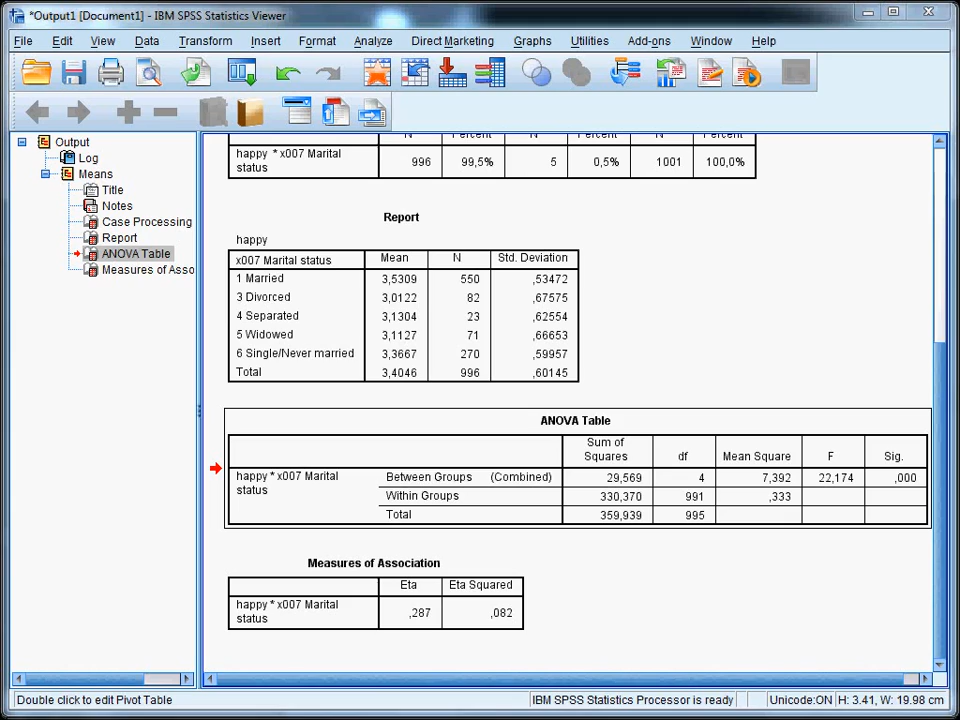 *Output1 [Document1] - IBM SPSS Statistics Viewer
File Edit View Data Transform Insert Format Analyze Direct Marketing Graphs Utilities Add-ons Window Help
Output
Log
Means
Title
Notes
Case Processing
Report
ANOVA Table
Measures of Asso
N Percent N Percent N Percent
happy * x007 Marital
status
996 99,5% 5 0,5% 1001 100,0%
Report
happy
x007 Marital status Mean N Std. Deviation
1 Married 3,5309 550 ,53472
3 Divorced 3,0122 82 ,67575
4 Separated 3,1304 23 ,62554
5 Widowed 3,1127 71 ,66653
6 Single/Never married 3,3667 270 ,59957
Total 3,4046 996 ,60145
ANOVA Table
Sum of
Squares df Mean Square F Sig.
happy * x007 Marital
status
Between Groups (Combined) 29,569 4 7,392 22,174 ,000
Within Groups 330,370 991 ,333
Total 359,939 995
Measures of Association
Eta Eta Squared
happy * x007 Marital
status
,287 ,082
Double click to edit Pivot Table IBM SPSS Statistics Processor is ready Unicode:ON H: 3.41, W: 19.98 cm